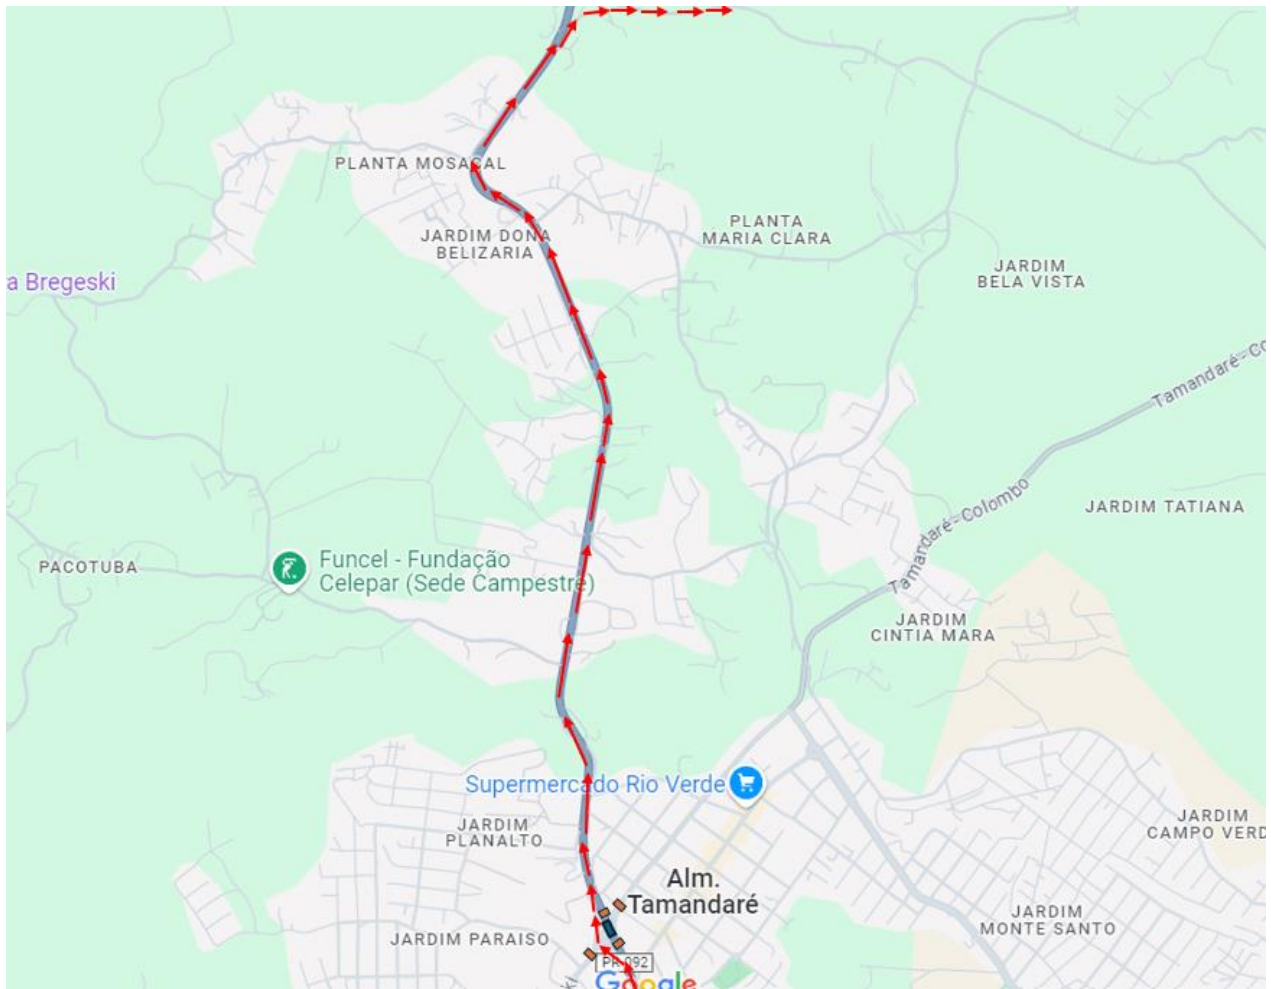 PLANTA MOSAÇAL
JARDIM DONA
BELIZARIA
PLANTA
MARIA CLARA
JARDIM
BELA VISTA
a Bregeski
Tamandaré - Co
JARDIM TATIANA
Tamandaré - Colombo
PACOTUBA
Funcel - Fundação
Celepar (Sede Campestre)
JARDIM
CINTIA MARA
Supermercado Rio Verde
JARDIM
PLANALTO
JARDIM
CAMPO VERD
Alm.
Tamandaré
JARDIM
MONTE SANTO
JARDIM PARAISO
PR-092
Google